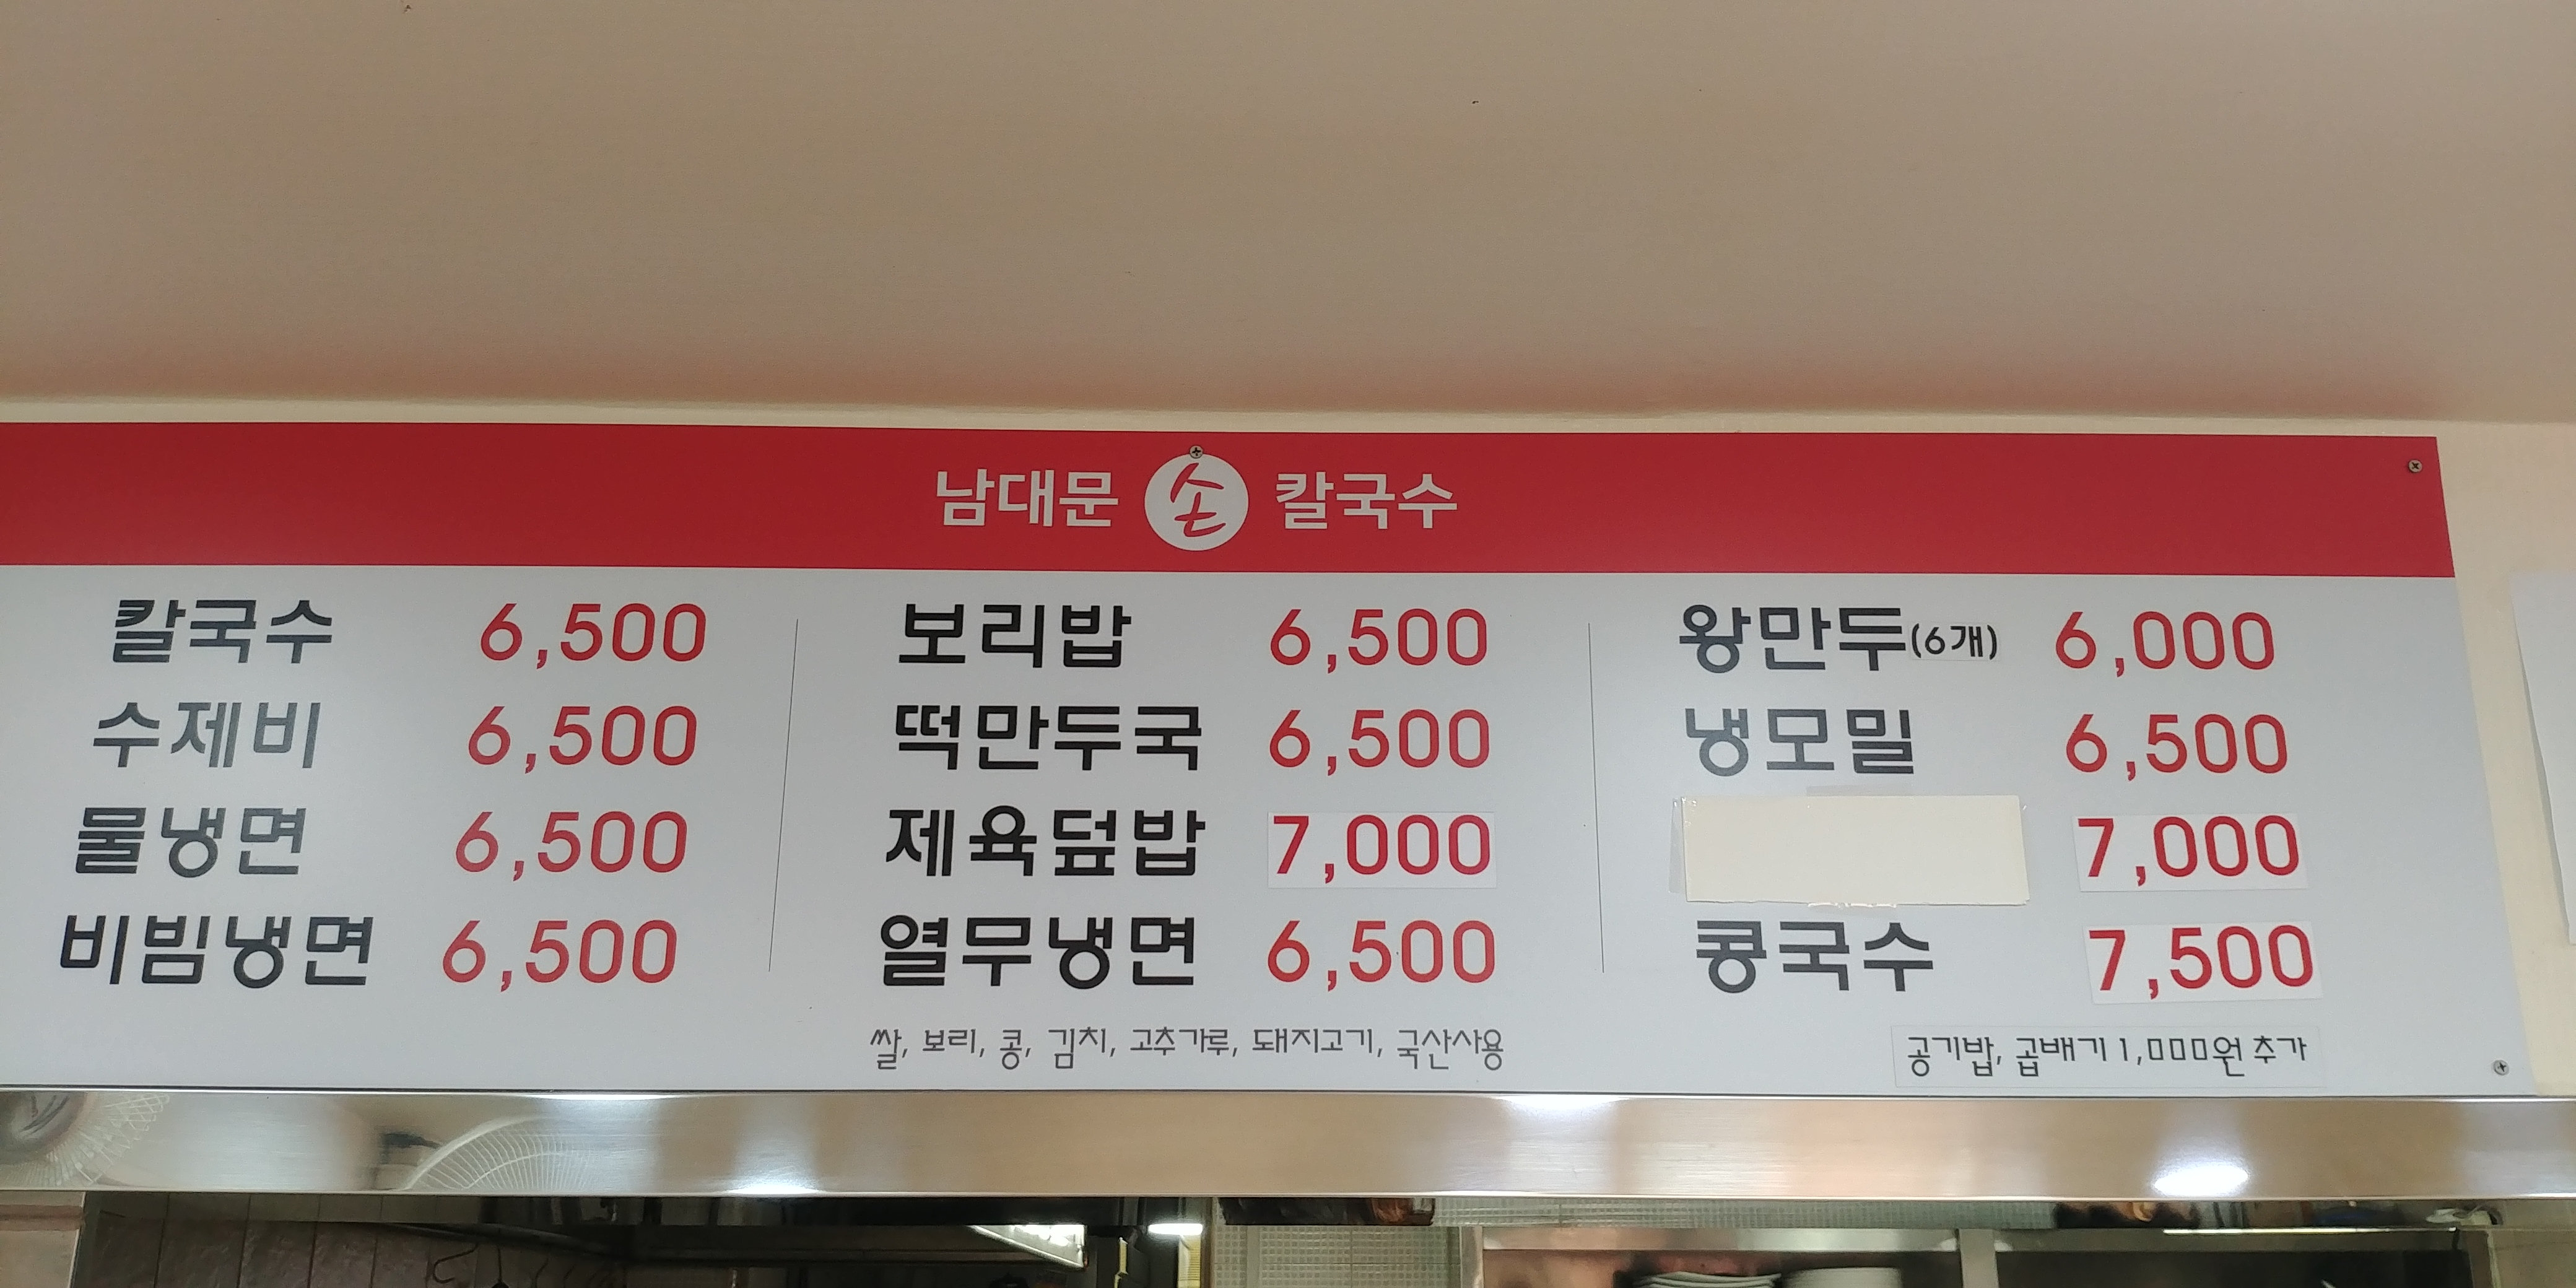 남대문 손 칼국수
칼국수 6,500
수제비 6,500
물냉면 6,500
비빔냉면 6,500
보리밥 6,500
떡만두국 6,500
제육덮밥 7,000
열무냉면 6,500
쌀, 보리, 콩, 김치, 고추가루, 돼지고기, 국산사용
왕만두(6개) 6,000
냉모밀 6,500
7,000
콩국수 7,500
공기밥, 곱배기 1,000원 추가